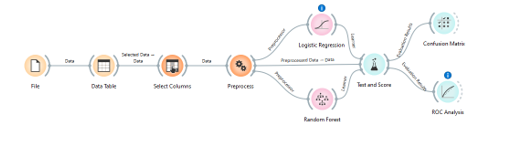 File
Data
Data Table
Selected Data — Data
Select Columns
Data
Preprocess
Preprocessor
Logistic Regression
Learner
Preprocessed Data — Data
Preprocessor
Random Forest
Learner
Test and Score
Evaluation Results
Confusion Matrix
Evaluation Results
ROC Analysis